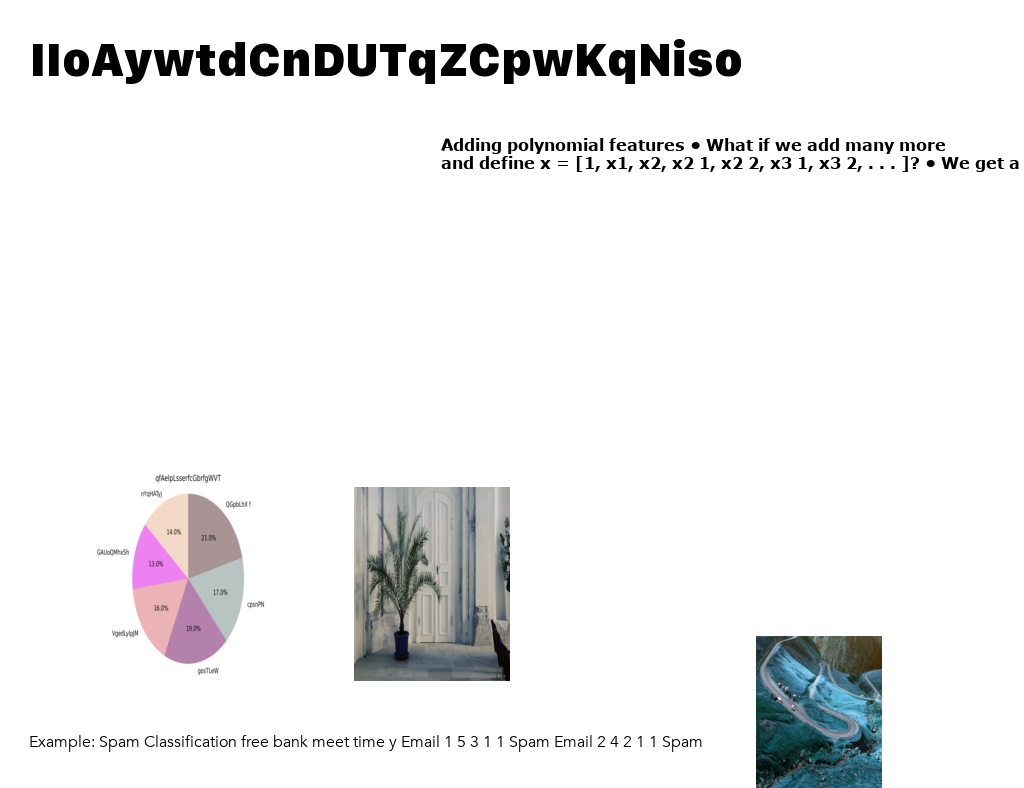 IIoAywtdCnDUTqZCpwKqNiso
Adding polynomial features • What if we add many more
and define x = [1, x1, x2, x2 1, x2 2, x3 1, x3 2, . . . ]? • We get a
qfAelpLsserfcGbrfgWVT
nYqHATyj
QGpbLhX f
14.0%
21.0%
GAUoQMhxSh
13.0%
17.0%
cpsnPN
16.0%
19.0%
VgedLylpJM
gosTLeW
Example: Spam Classification free bank meet time y Email 1 5 3 1 1 Spam Email 2 4 2 1 1 Spam